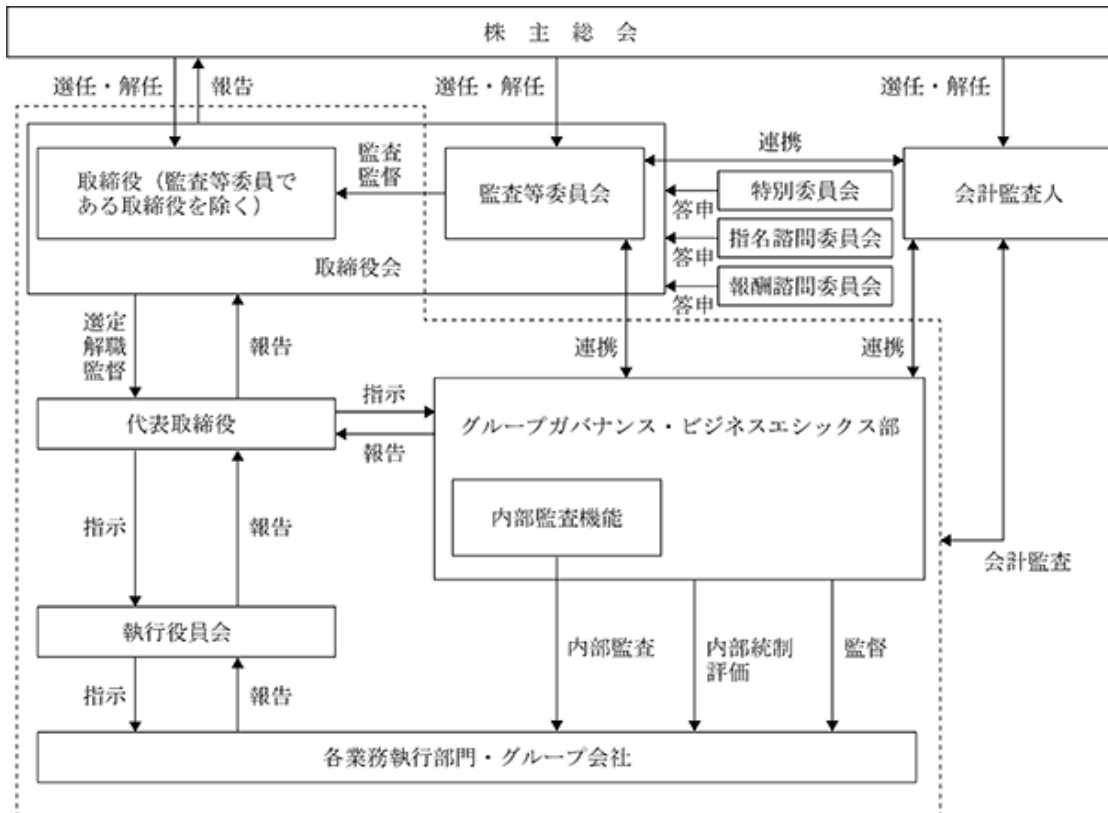 株 主 総 会
選任・解任
報告
選任・解任
選任・解任
取締役（監査等委員で
ある取締役を除く）
監査
監督
監査等委員会
連携
会計監査人
特別委員会
答申
指名諮問委員会
答申
報酬諮問委員会
答申
取締役会
選定
解職
監督
報告
連携
連携
代表取締役
指示
報告
グループガバナンス・ビジネスエシックス部
内部監査機能
指示
報告
会計監査
執行役員会
内部監査
内部統制
評価
監督
指示
報告
各業務執行部門・グループ会社